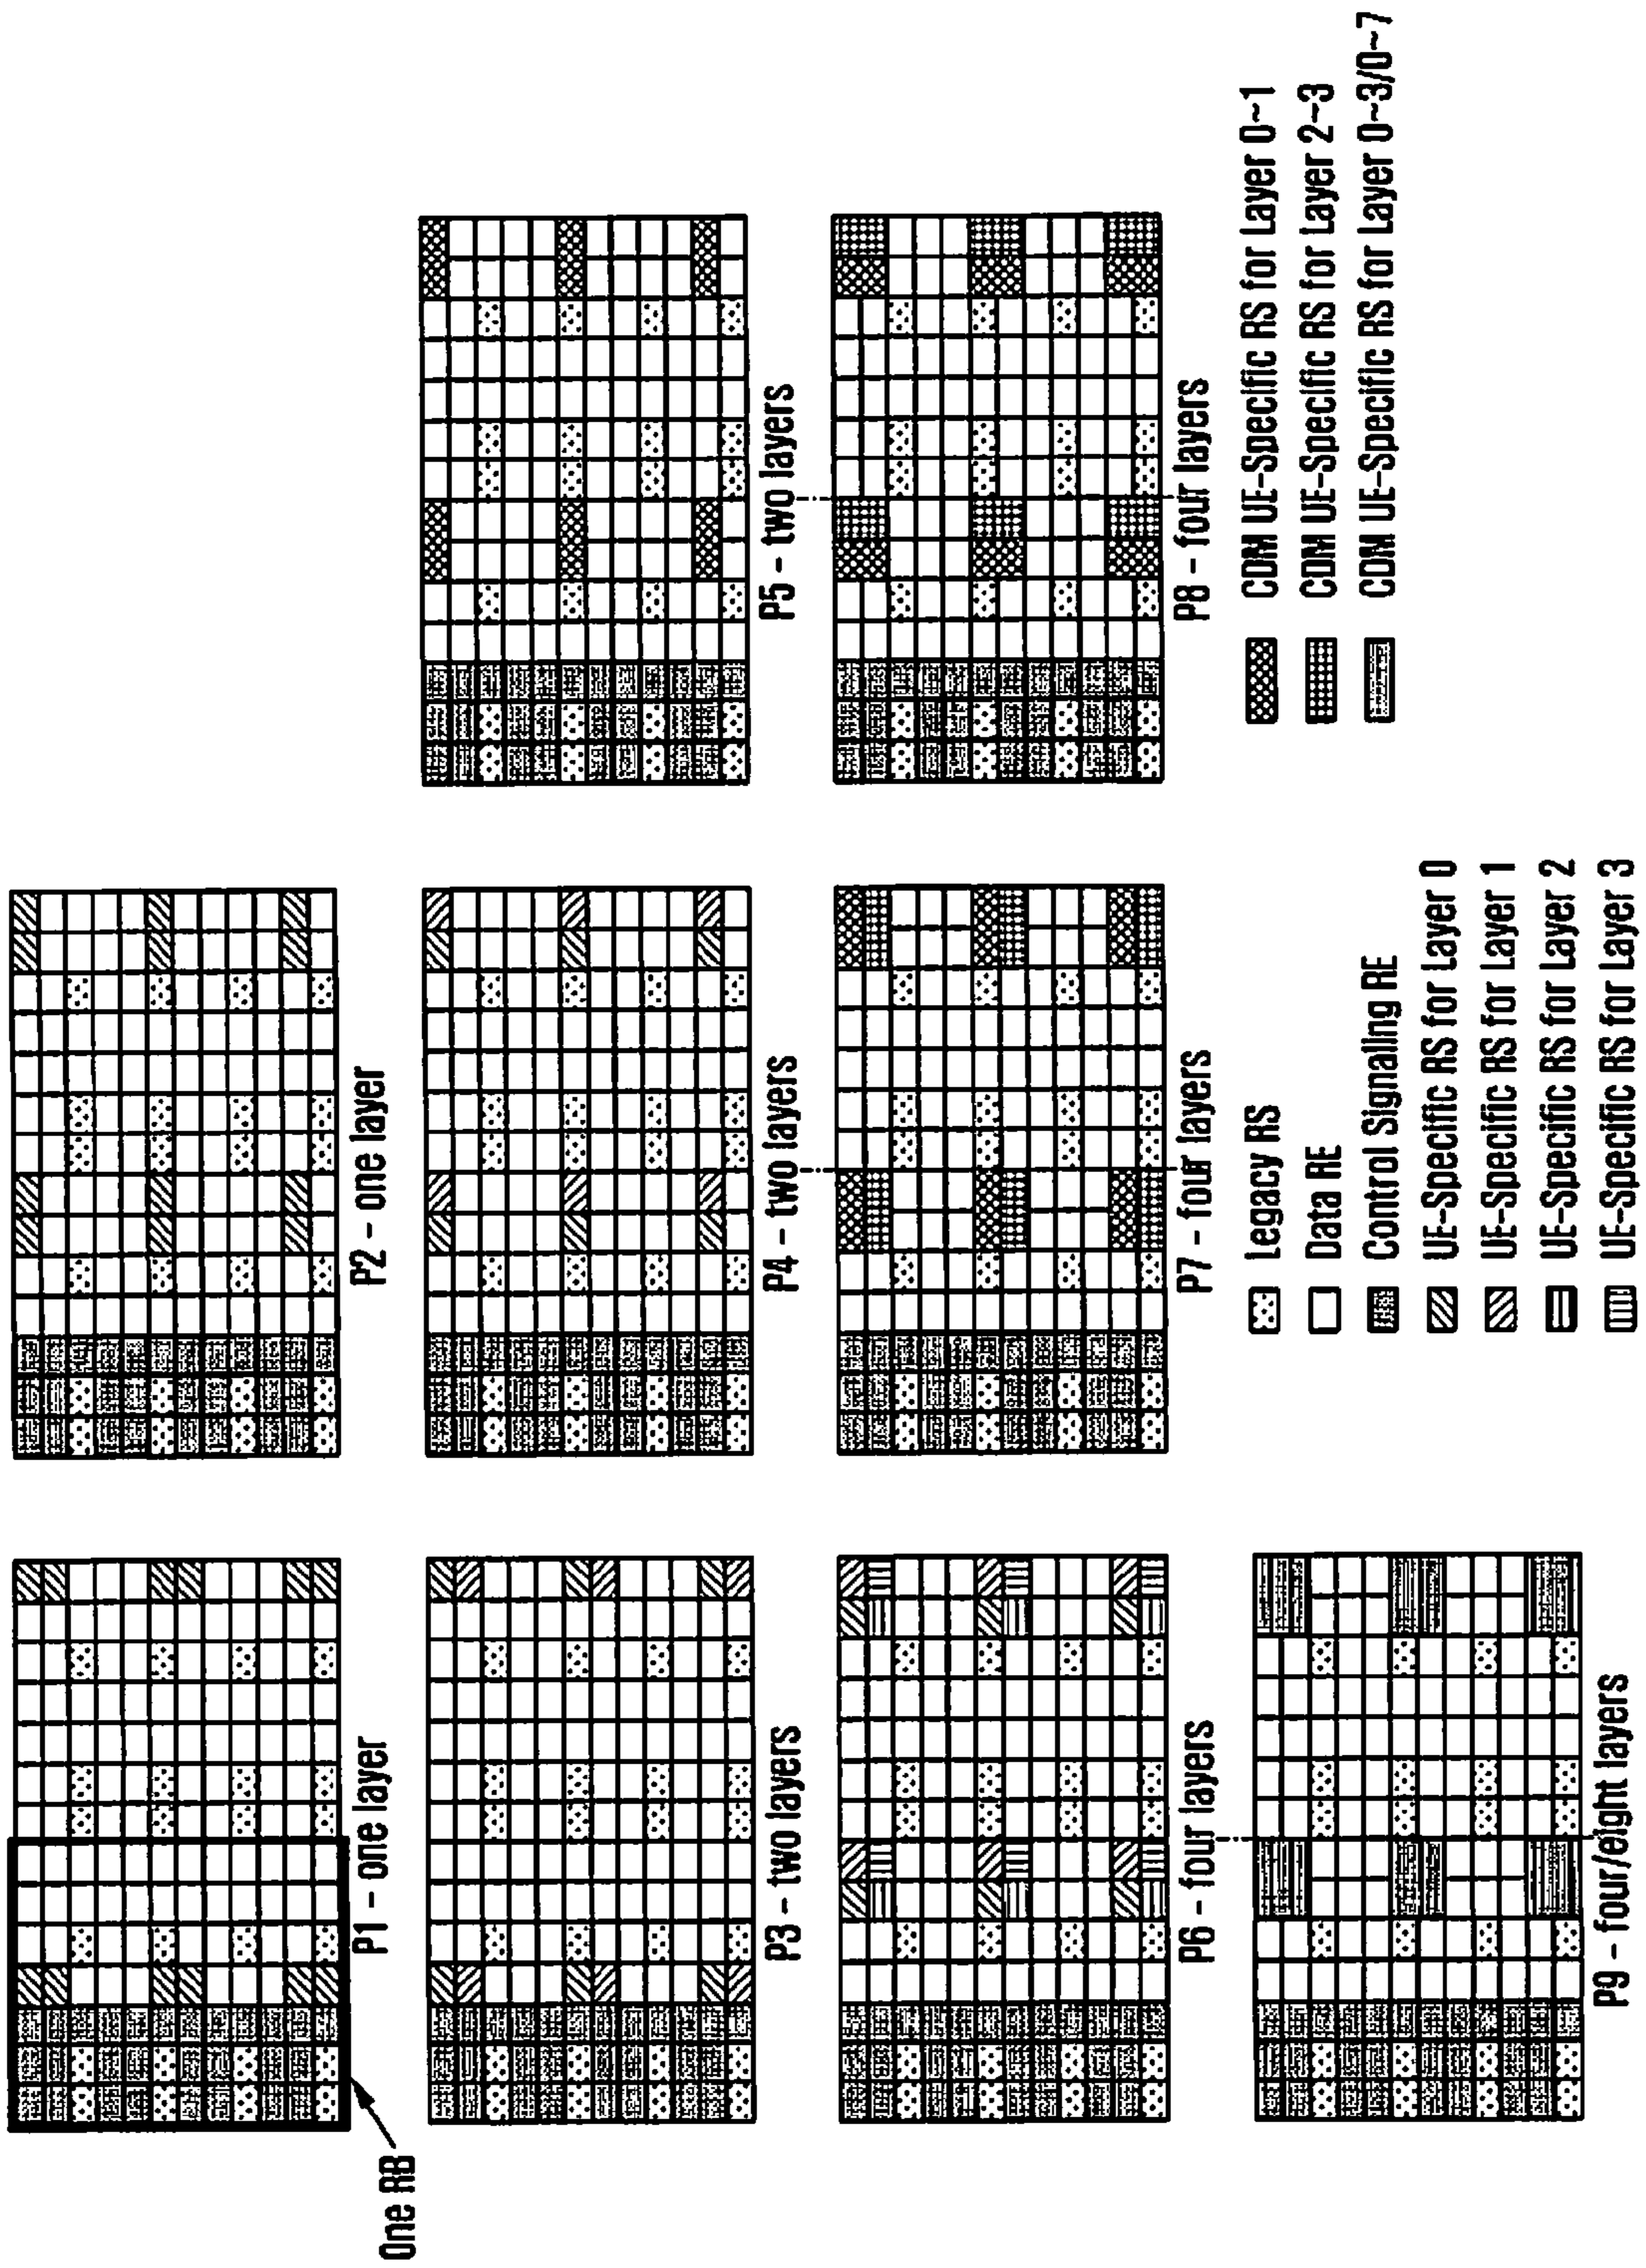 One RB
P1 - one layer
P2 - one layer
P3 - two layers
P4 - two layers
P5 - two layers
P6 - four layers
P7 - four layers
P8 - four layers
P9 - four/eight layers
Legacy RS
Data RE
Control Signaling RE
UE-Specific RS for Layer 0
UE-Specific RS for Layer 1
UE-Specific RS for Layer 2
UE-Specific RS for Layer 3
CDM UE-Specific RS for Layer 0~1
CDM UE-Specific RS for Layer 2~3
CDM UE-Specific RS for Layer 0~3/0~7